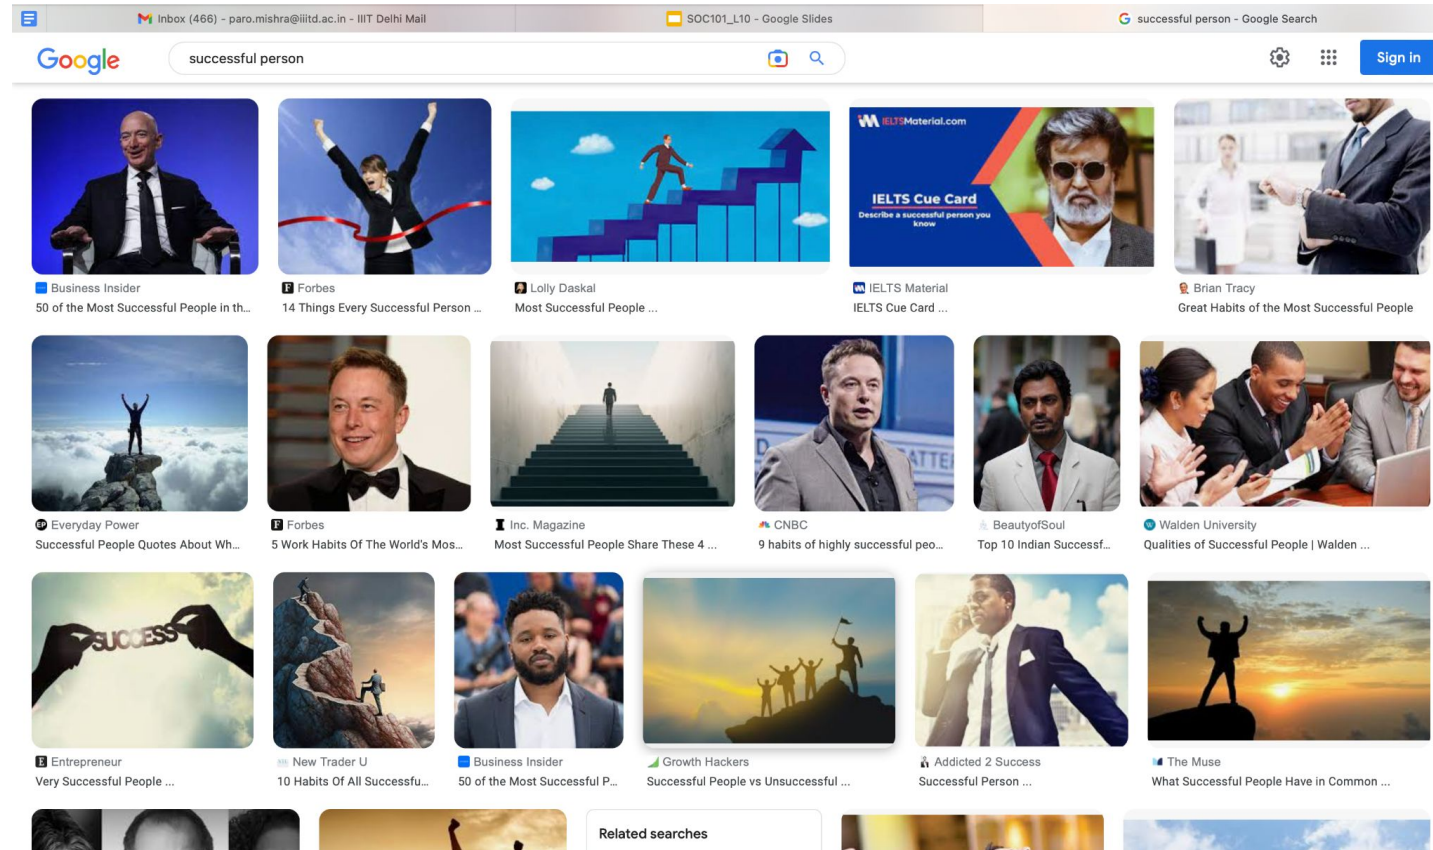 Inbox (466) - paro.mishra@iiitd.ac.in - IIIT Delhi Mail
SOC101_L10 - Google Slides
successful person - Google Search
Google
successful person
Sign in
IELTSMaterial.com
IELTS Cue Card
Describe a successful person you
know
Business Insider
50 of the Most Successful People in th...
Forbes
14 Things Every Successful Person ...
Lolly Daskal
Most Successful People ...
IELTS Material
IELTS Cue Card ...
Brian Tracy
Great Habits of the Most Successful People
Everyday Power
Successful People Quotes About Wh...
Forbes
5 Work Habits Of The World's Mos...
Inc. Magazine
Most Successful People Share These 4 ...
CNBC
9 habits of highly successful peo...
BeautyofSoul
Top 10 Indian Successf...
Walden University
Qualities of Successful People | Walden ...
SUCCESS
Entrepreneur
Very Successful People ...
New Trader U
10 Habits Of All Successfu...
Business Insider
50 of the Most Successful P...
Growth Hackers
Successful People vs Unsuccessful ...
Addicted 2 Success
Successful Person ...
The Muse
What Successful People Have in Common ...
Related searches